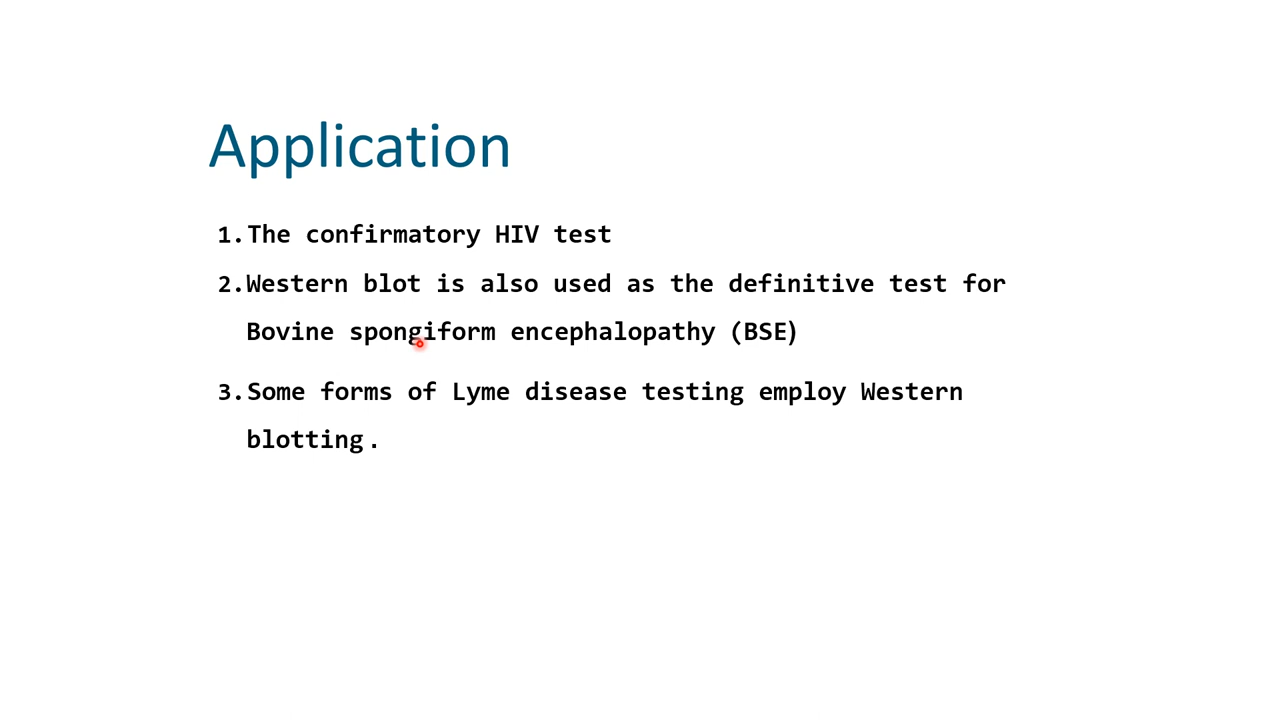 Application
1.The confirmatory HIV test
2.Western blot is also used as the definitive test for
Bovine spongiform encephalopathy (BSE)
3.Some forms of Lyme disease testing employ Western
blotting.